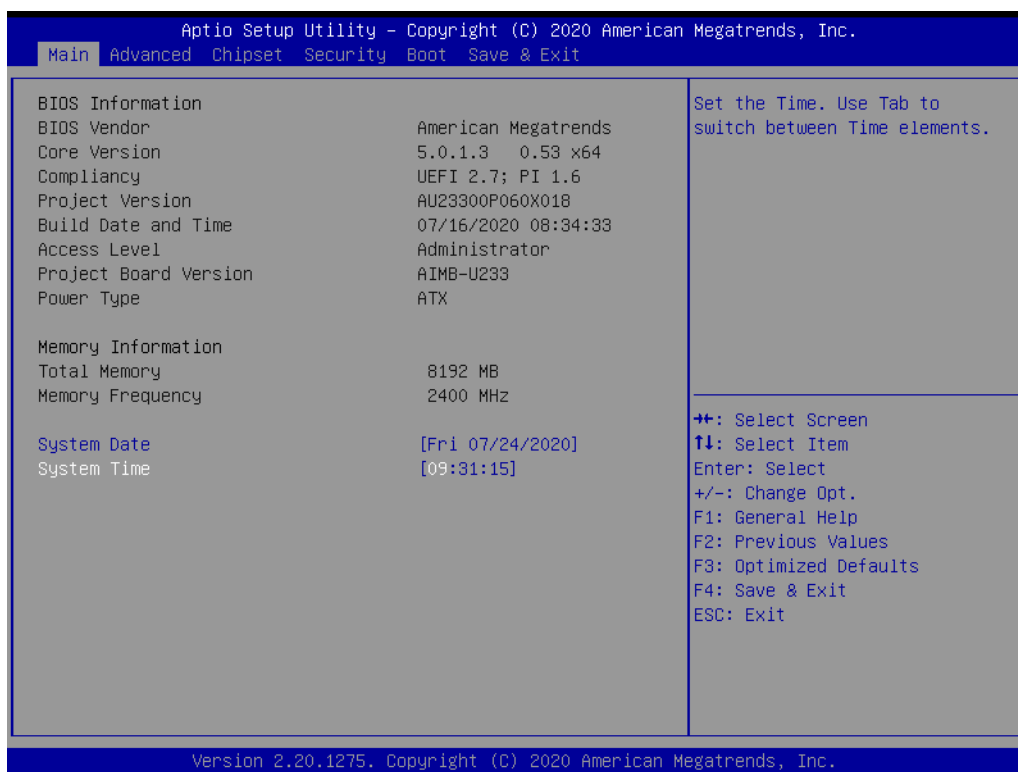 Aptio Setup Utility – Copyright (C) 2020 American Megatrends, Inc.
Main Advanced Chipset Security Boot Save & Exit
BIOS Information
BIOS Vendor American Megatrends
Core Version 5.0.1.3 0.53 x64
Compliancy UEFI 2.7; PI 1.6
Project Version AU23300P060X018
Build Date and Time 07/16/2020 08:34:33
Access Level Administrator
Project Board Version AIMB-U233
Power Type ATX
Memory Information
Total Memory 8192 MB
Memory Frequency 2400 MHz
System Date [Fri 07/24/2020]
System Time [09:31:15]
Set the Time. Use Tab to
switch between Time elements.
→←: Select Screen
↑↓: Select Item
Enter: Select
+/-: Change Opt.
F1: General Help
F2: Previous Values
F3: Optimized Defaults
F4: Save & Exit
ESC: Exit
Version 2.20.1275. Copyright (C) 2020 American Megatrends, Inc.